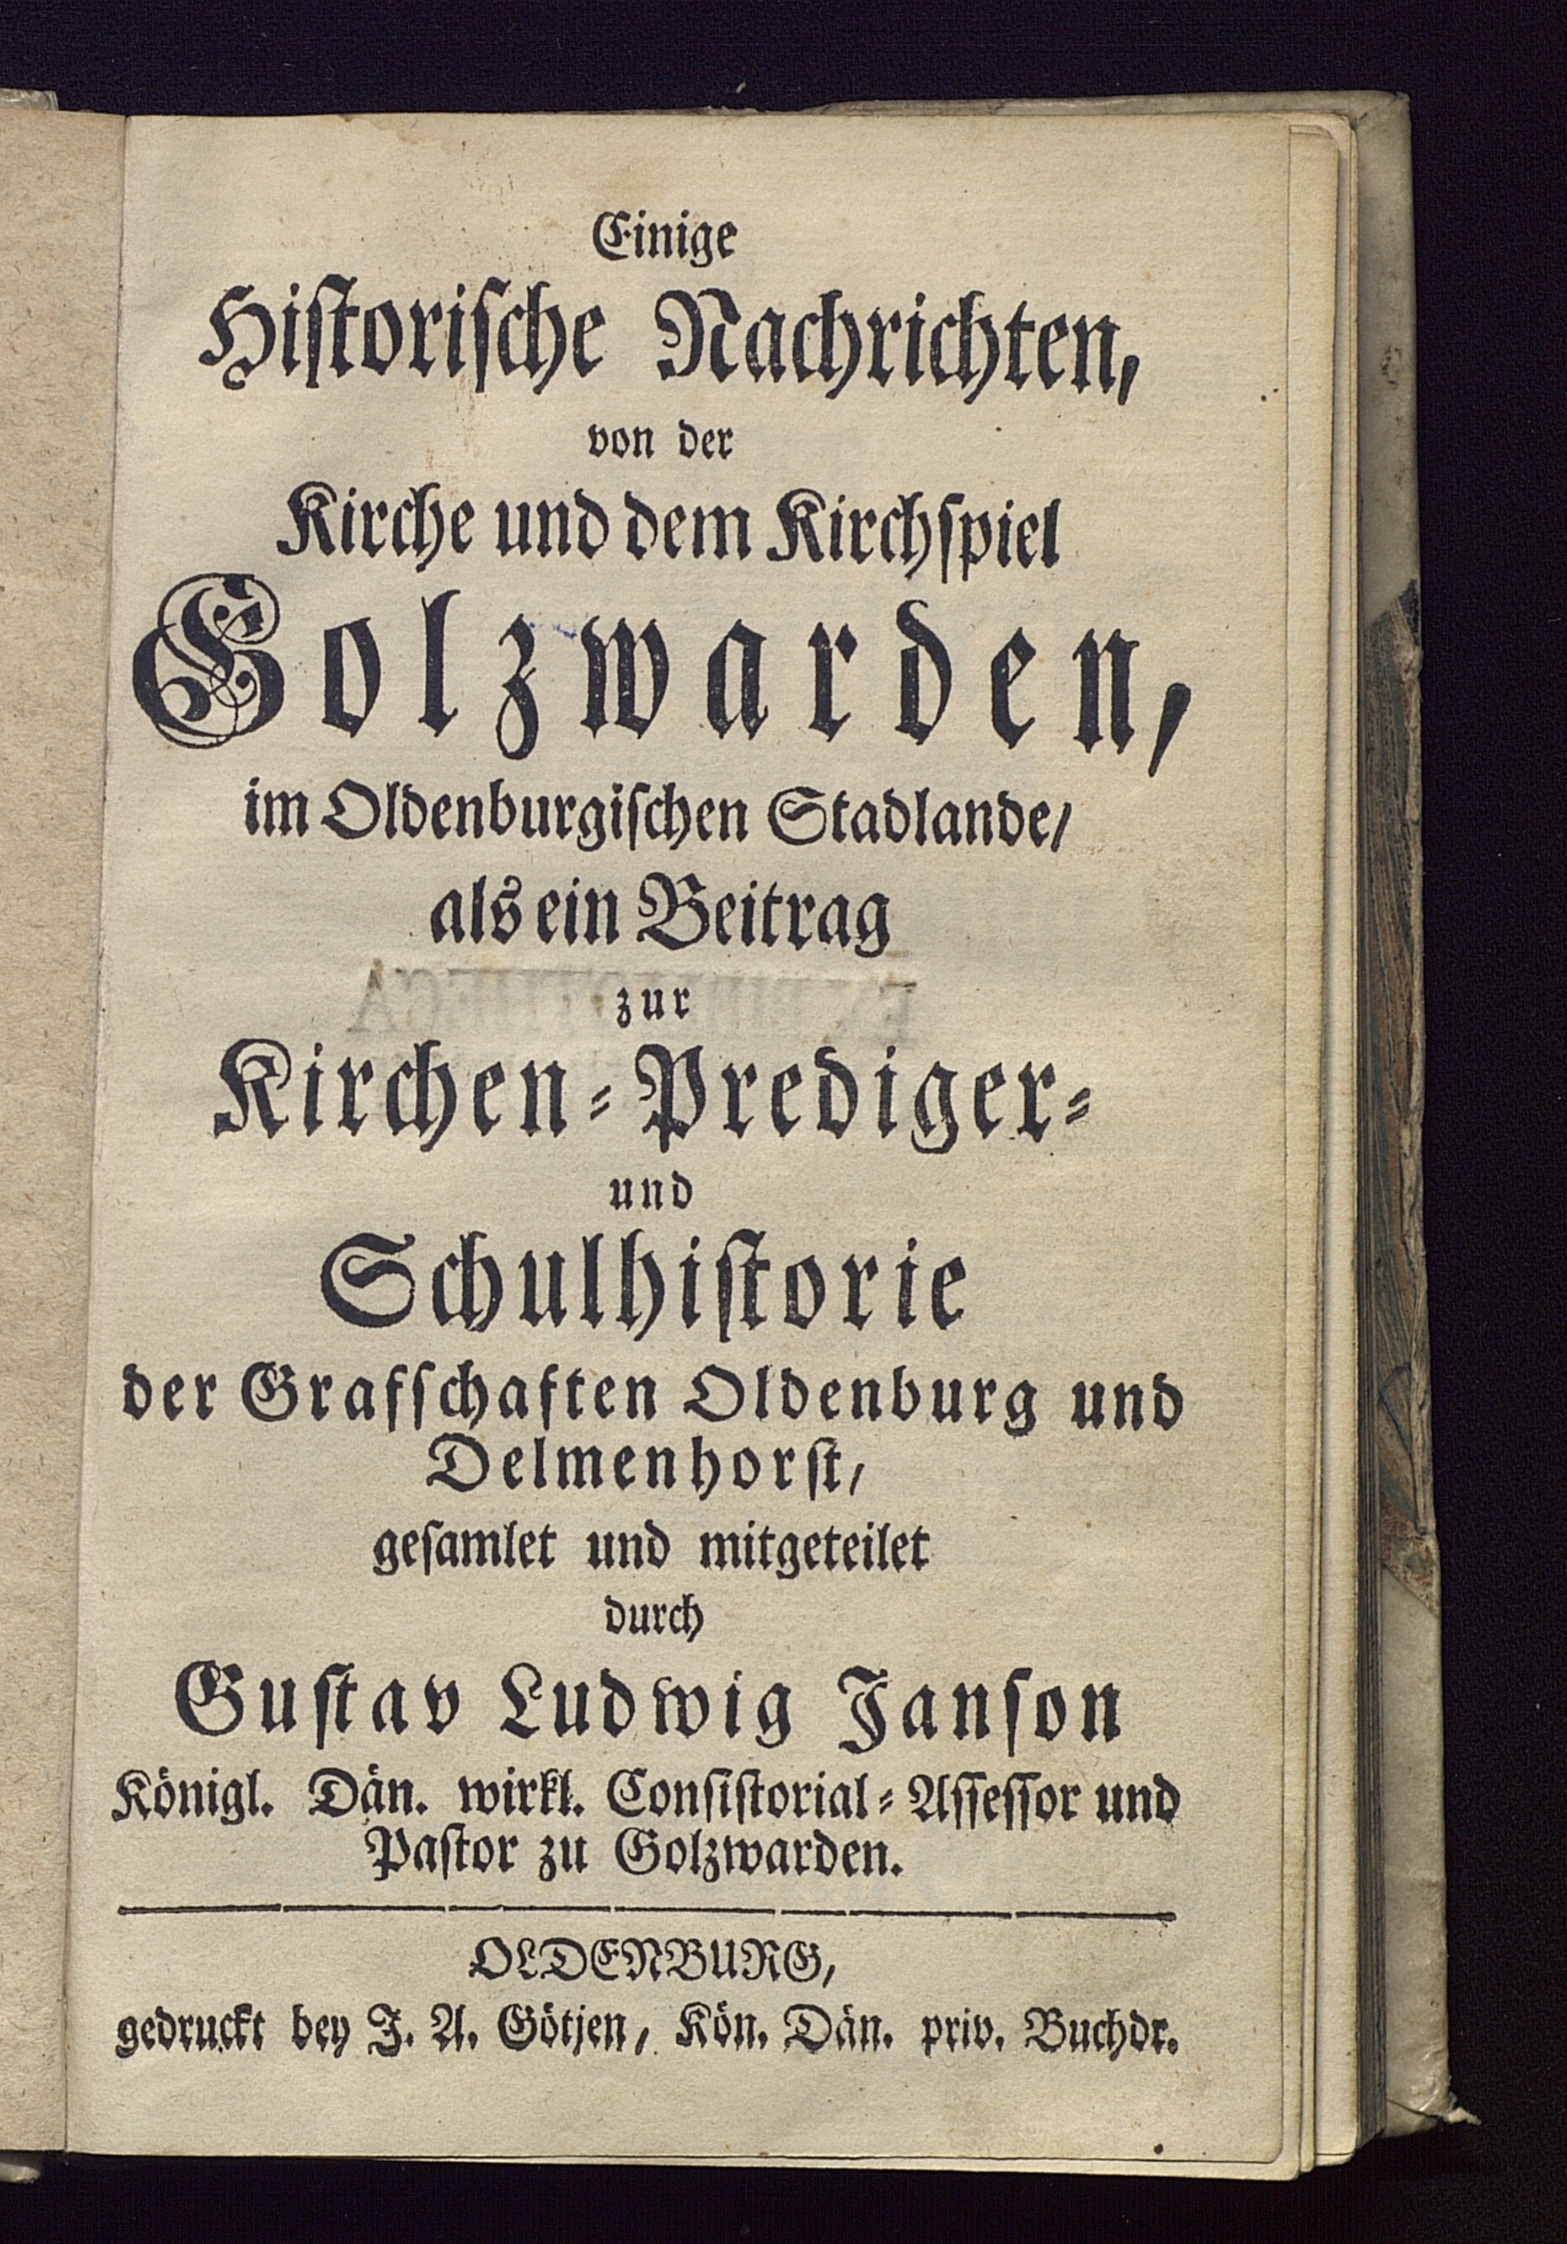 Einige
Hiſtoriſche Nachrichten,
von der
Kirche und dem Kirchſpiel
Golzwarden,
im Oldenburgiſchen Stadlande/
als ein Beitrag
zur
Kirchen-Prediger-
und
Schulhiſtorie
der Grafſchaften Oldenburg und
Delmenhorſt,
geſamlet und mitgeteilet
durch
Guſtav Ludwig Janſon
Königl. Dän. wirkl. Conſiſtorial-Aſſeſſor und
Paſtor zu Golzwarden.
OLDENBURG,
gedruckt bey J. A. Götjen, Kön. Dän. priv. Buchdr.